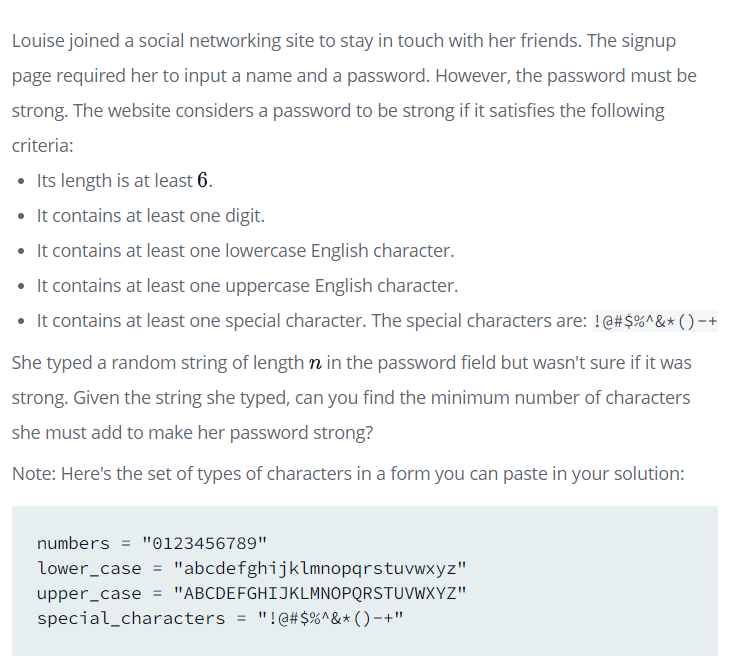 Louise joined a social networking site to stay in touch with her friends. The signup
page required her to input a name and a password. However, the password must be
strong. The website considers a password to be strong if it satisfies the following
criteria:
• Its length is at least 6.
• It contains at least one digit.
• It contains at least one lowercase English character.
• It contains at least one uppercase English character.
• It contains at least one special character. The special characters are: !@#$%^&*()-+
She typed a random string of length n in the password field but wasn't sure if it was
strong. Given the string she typed, can you find the minimum number of characters
she must add to make her password strong?
Note: Here's the set of types of characters in a form you can paste in your solution:
numbers = "0123456789"
lower_case = "abcdefghijklmnopqrstuvwxyz"
upper_case = "ABCDEFGHIJKLMNOPQRSTUVWXYZ"
special_characters = "!@#$%^&*()-+"